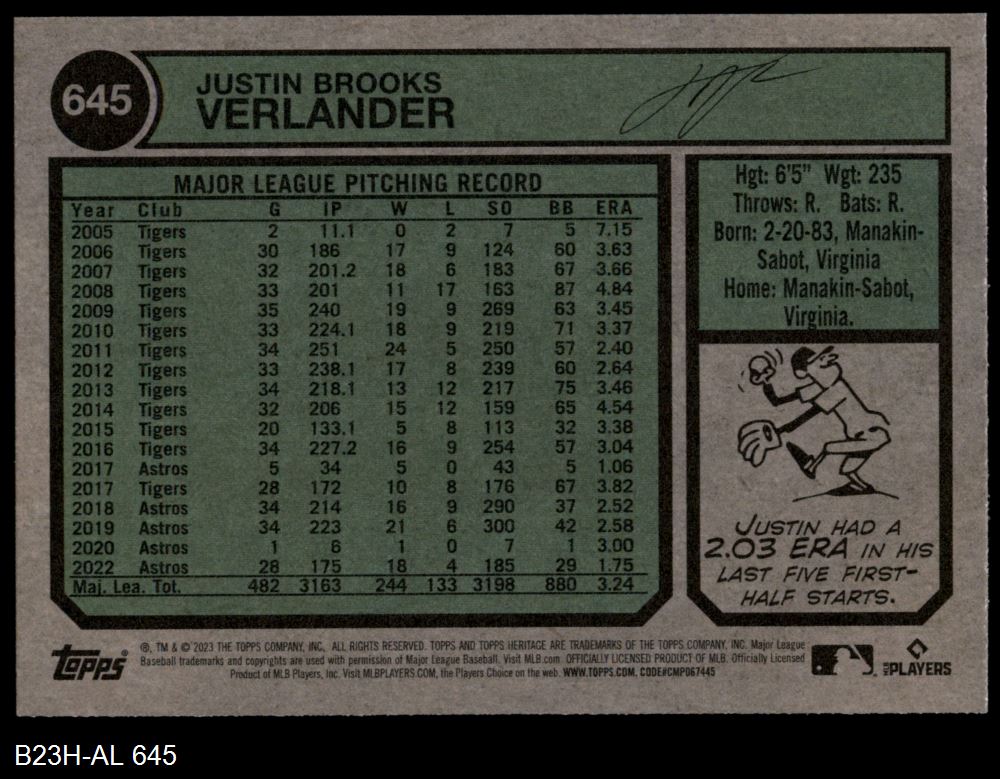 645
JUSTIN BROOKS
VERLANDER
MAJOR LEAGUE PITCHING RECORD
Year Club G IP W L SO BB ERA
2005 Tigers 2 11.1 0 2 7 5 7.15
2006 Tigers 30 186 17 9 124 60 3.63
2007 Tigers 32 201.2 18 6 183 67 3.66
2008 Tigers 33 201 11 17 163 87 4.84
2009 Tigers 35 240 19 9 269 63 3.45
2010 Tigers 33 224.1 18 9 219 71 3.37
2011 Tigers 34 251 24 5 250 57 2.40
2012 Tigers 33 238.1 17 8 239 60 2.64
2013 Tigers 34 218.1 13 12 217 75 3.46
2014 Tigers 32 206 15 12 159 65 4.54
2015 Tigers 20 133.1 5 8 113 32 3.38
2016 Tigers 34 227.2 16 9 254 57 3.04
2017 Astros 5 34 5 0 43 5 1.06
2017 Tigers 28 172 10 8 176 67 3.82
2018 Astros 34 214 16 9 290 37 2.52
2019 Astros 34 223 21 6 300 42 2.58
2020 Astros 1 6 1 0 7 1 3.00
2022 Astros 28 175 18 4 185 29 1.75
Maj. Lea. Tot. 482 3163 244 133 3198 880 3.24
Hgt: 6'5" Wgt: 235
Throws: R. Bats: R.
Born: 2-20-83, Manakin-
Sabot, Virginia
Home: Manakin-Sabot,
Virginia.
JUSTIN HAD A
2.03 ERA IN HIS
LAST FIVE FIRST-
HALF STARTS.
Topps
®, TM & © 2023 THE TOPPS COMPANY, INC. ALL RIGHTS RESERVED. TOPPS AND TOPPS HERITAGE ARE TRADEMARKS OF THE TOPPS COMPANY, INC. Major League
Baseball trademarks and copyrights are used with permission of Major League Baseball. Visit MLB.com. OFFICIALLY LICENSED PRODUCT OF MLB. Officially Licensed
Product of MLB Players, Inc. Visit MLBPLAYERS.COM, the Players Choice on the web. WWW.TOPPS.COM. CODE#CMP067445
MLB PLAYERS
B23H-AL 645